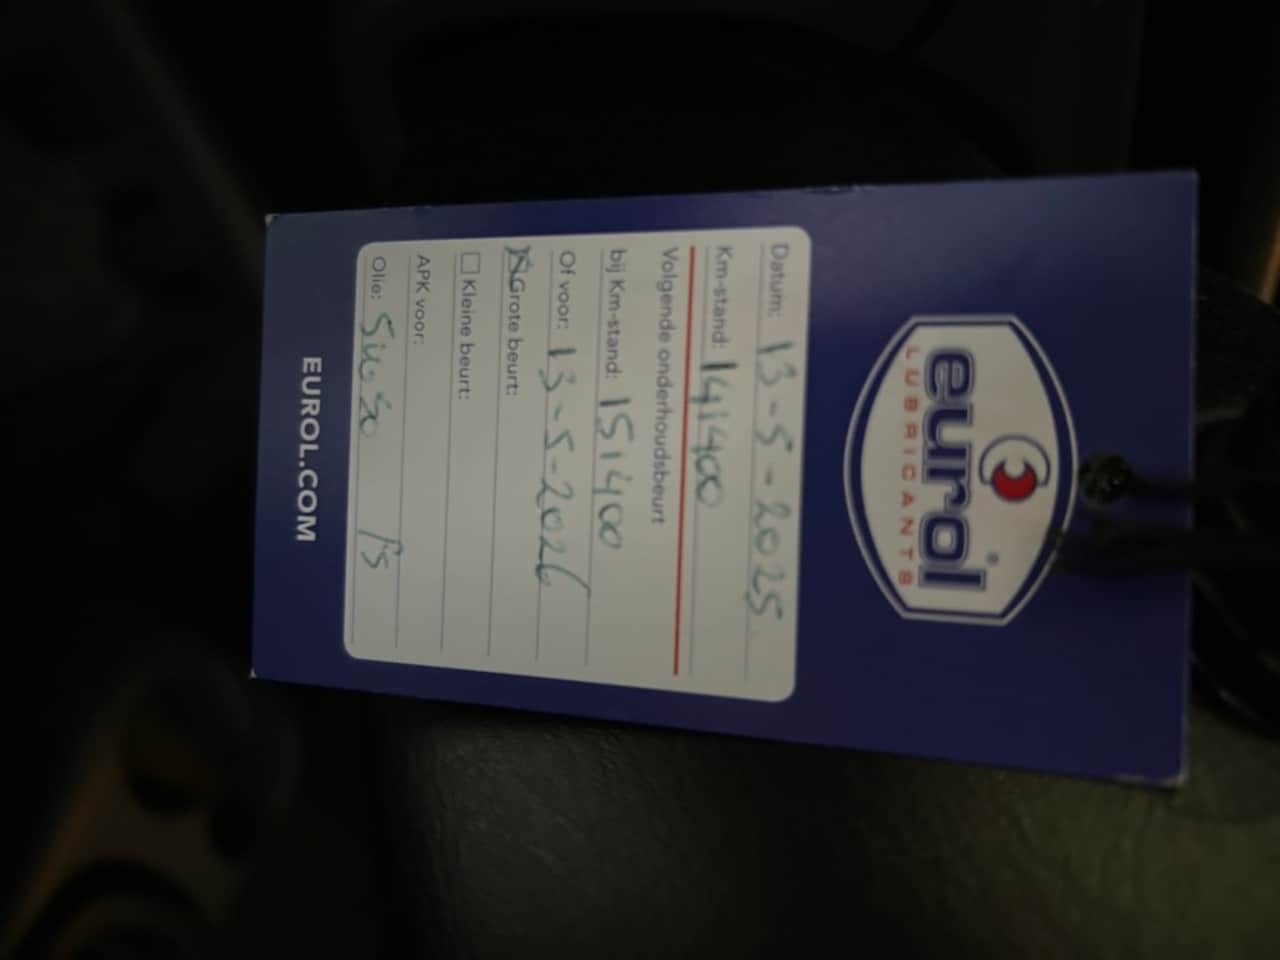 eurol®
LUBRICANTS
Datum: 13-5-2025
Km-stand: 141400
Volgende onderhoudsbeurt
bij Km-stand: 151400
Of voor: 13-5-2026
Grote beurt:
Kleine beurt:
APK voor:
Olie:
EUROL.COM